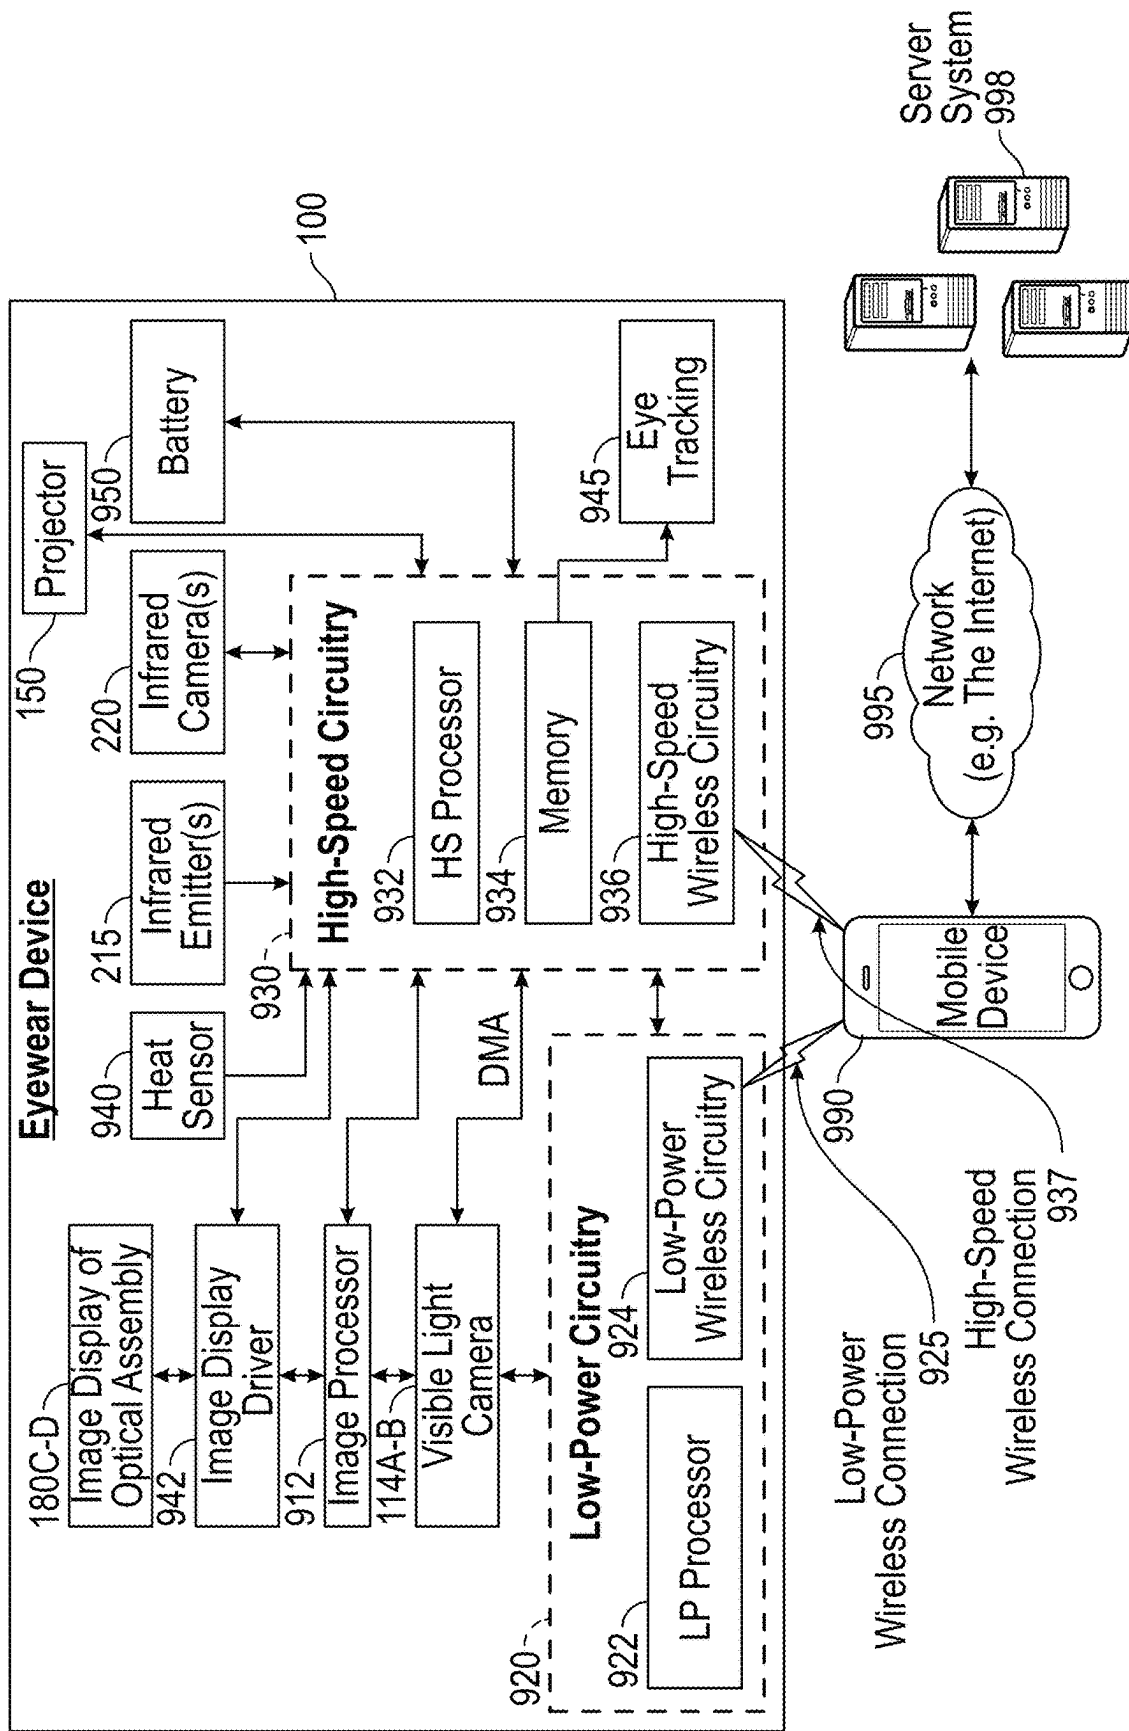 Eyewear Device
100
180C-D
Image Display of
Optical Assembly
942
Image Display
Driver
912
Image Processor
114A-B
Visible Light
Camera
940
Heat
Sensor
215
Infrared
Emitter(s)
220
Infrared
Camera(s)
150
Projector
950
Battery
DMA
930
High-Speed Circuitry
932
HS Processor
934
Memory
936
High-Speed
Wireless Circuitry
945
Eye
Tracking
920
Low-Power Circuitry
922
LP Processor
924
Low-Power
Wireless Circuitry
Low-Power
Wireless Connection
925
High-Speed
Wireless Connection
937
990
Mobile
Device
995
Network
(e.g. The Internet)
Server
System
998